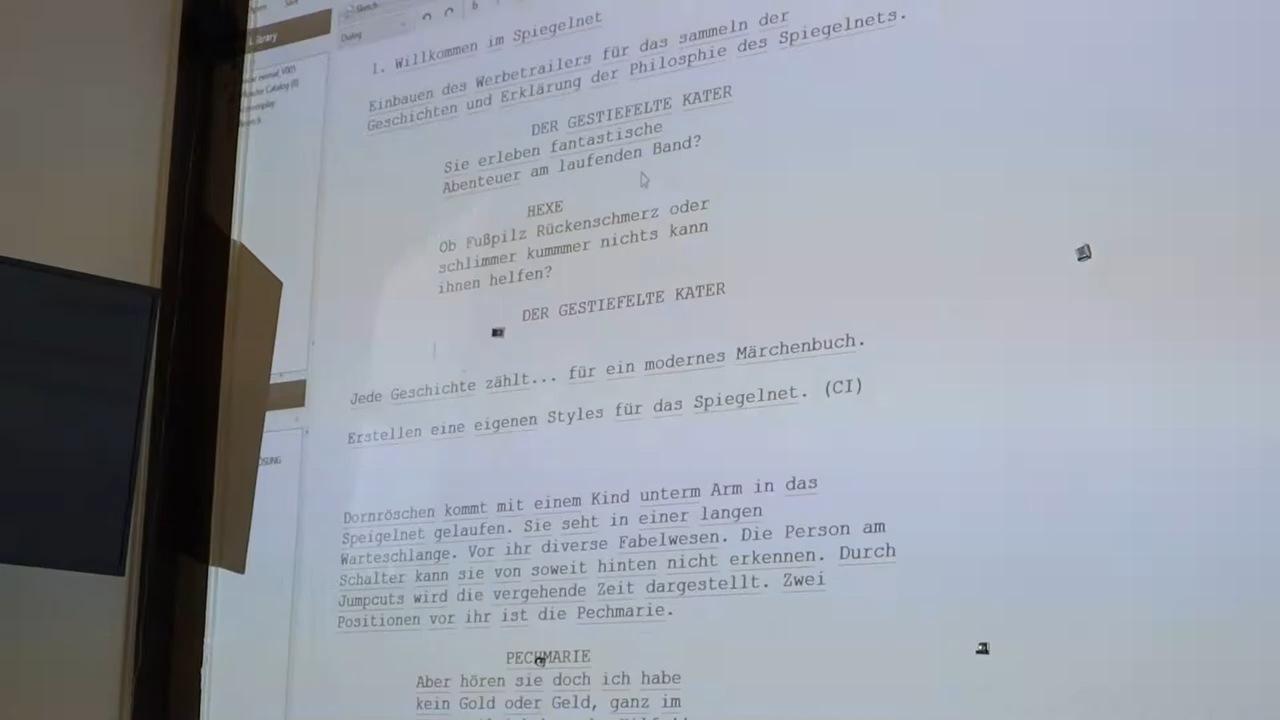 Library
Dialog
1. Willkommen im Spiegelnet
Einbauen des Werbetrailers für das sammeln der
Geschichten und Erklärung der Philosphie des Spiegelnets.
DER GESTIEFELTE KATER
Sie erleben fantastische
Abenteuer am laufenden Band?
HEXE
Ob Fußpilz Rückenschmerz oder
schlimmer kummmer nichts kann
ihnen helfen?
DER GESTIEFELTE KATER
Jede Geschichte zählt... für ein modernes Märchenbuch.
Erstellen eine eigenen Styles für das Spiegelnet. (CI)
Dornröschen kommt mit einem Kind unterm Arm in das
Speigelnet gelaufen. Sie seht in einer langen
Warteschlange. Vor ihr diverse Fabelwesen. Die Person am
Schalter kann sie von soweit hinten nicht erkennen. Durch
Jumpcuts wird die vergehende Zeit dargestellt. Zwei
Positionen vor ihr ist die Pechmarie.
PECHMARIE
Aber hören sie doch ich habe
kein Gold oder Geld, ganz im